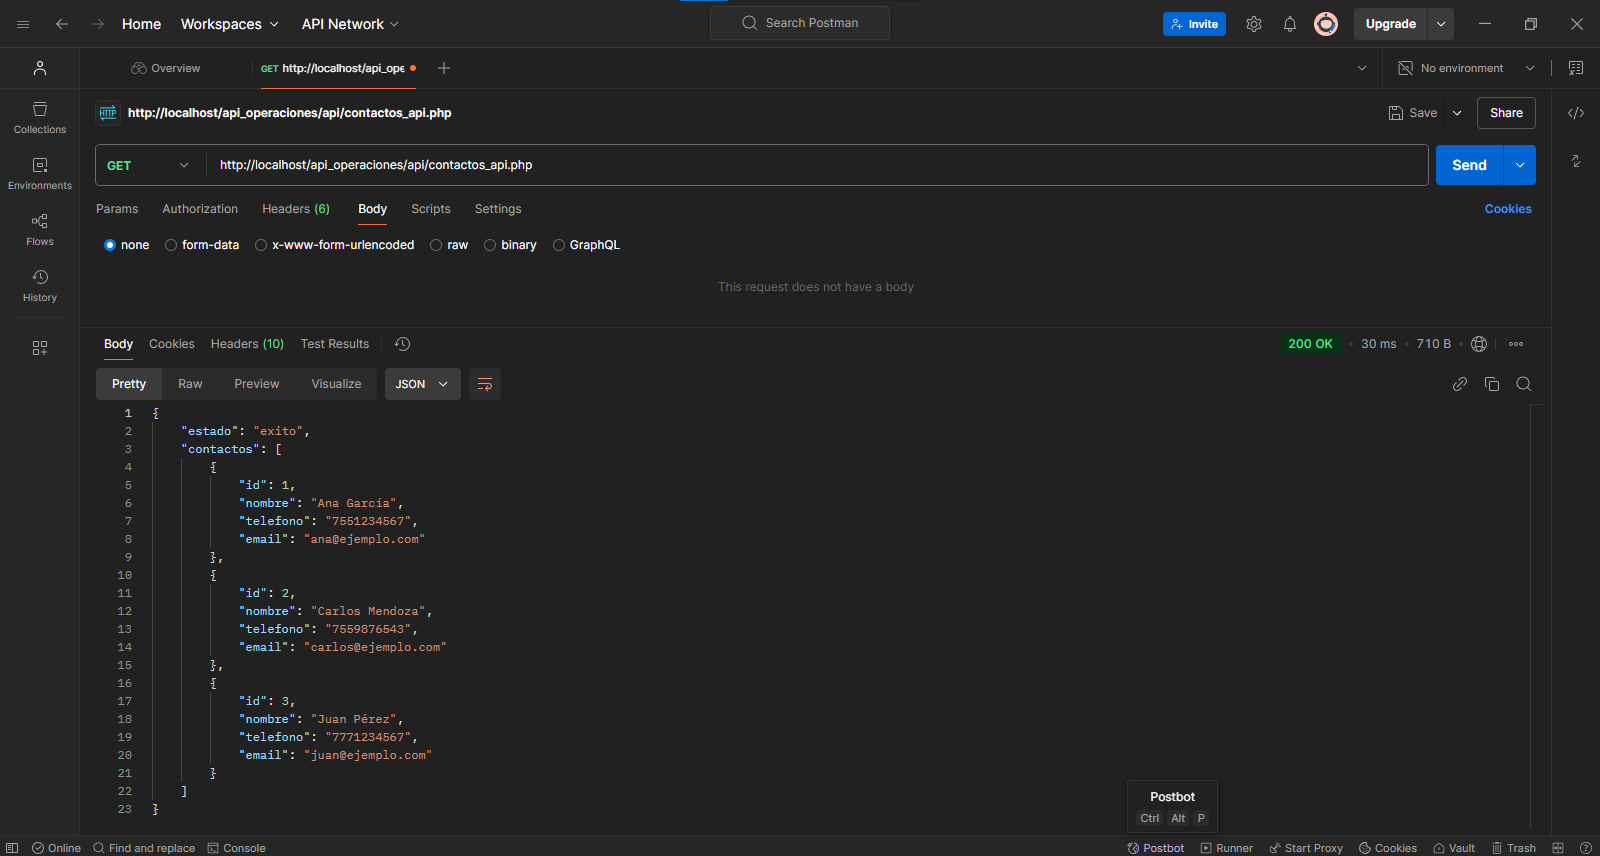 Home Workspaces API Network Search Postman Invite Upgrade
Overview GET http://localhost/api_ope No environment
HTTP http://localhost/api_operaciones/api/contactos_api.php Save Share
Collections
GET http://localhost/api_operaciones/api/contactos_api.php Send
Environments
Params Authorization Headers (6) Body Scripts Settings Cookies
Flows
none form-data x-www-form-urlencoded raw binary GraphQL
History
This request does not have a body
Body Cookies Headers (10) Test Results 200 OK • 30 ms • 710 B
Pretty Raw Preview Visualize JSON
1 {
2 "estado": "exito",
3 "contactos": [
4 {
5 "id": 1,
6 "nombre": "Ana García",
7 "telefono": "7551234567",
8 "email": "ana@ejemplo.com"
9 },
10 {
11 "id": 2,
12 "nombre": "Carlos Mendoza",
13 "telefono": "7559876543",
14 "email": "carlos@ejemplo.com"
15 },
16 {
17 "id": 3,
18 "nombre": "Juan Pérez",
19 "telefono": "7771234567",
20 "email": "juan@ejemplo.com"
21 }
22 ]
23 }
Postbot
Ctrl Alt P
Online Find and replace Console Postbot Runner Start Proxy Cookies Vault Trash